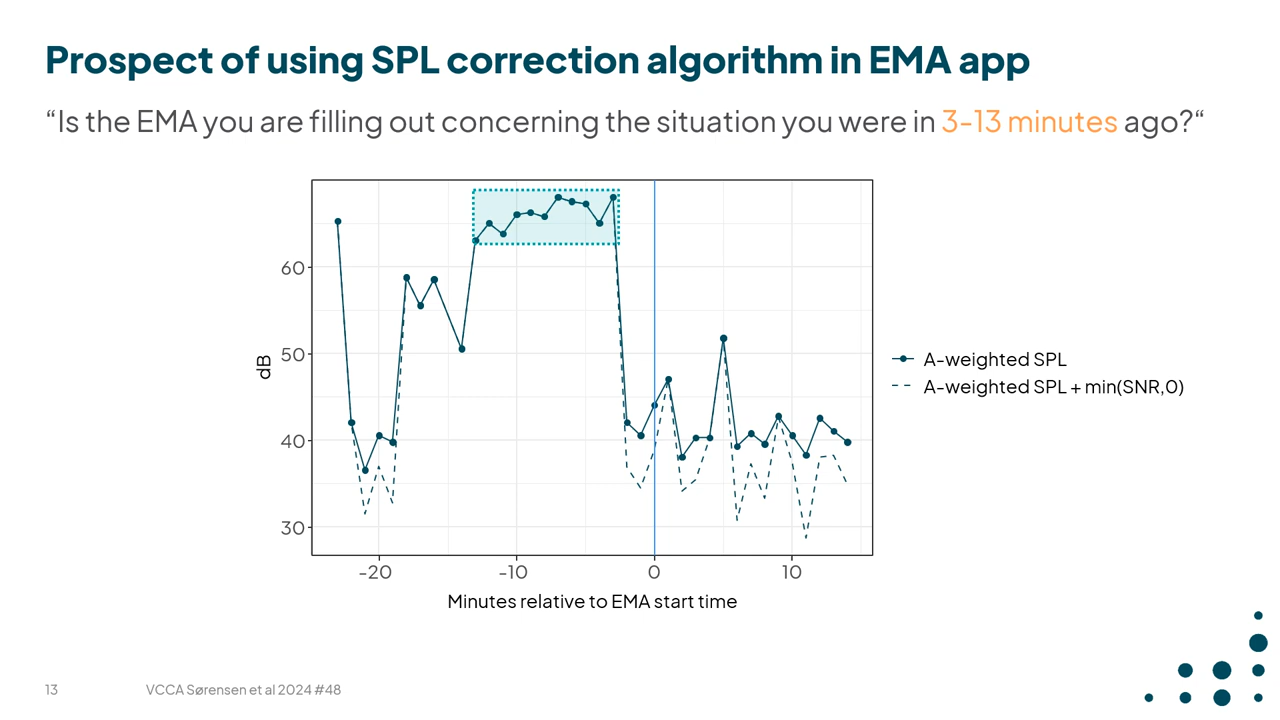 Prospect of using SPL correction algorithm in EMA app
“Is the EMA you are filling out concerning the situation you were in 3-13 minutes ago?“
60
50
40
30
dB
-20
-10
0
10
Minutes relative to EMA start time
A-weighted SPL
A-weighted SPL + min(SNR,0)
13
VCCA Sørensen et al 2024 #48